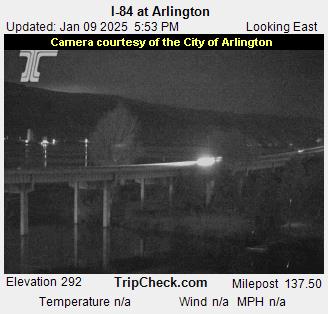 I-84 at Arlington
Updated: Jan 09 2025  5:53 PM  Looking East
Camera courtesy of the City of Arlington
Elevation 292  TripCheck.com  Milepost  137.50
Temperature n/a  Wind n/a  MPH n/a